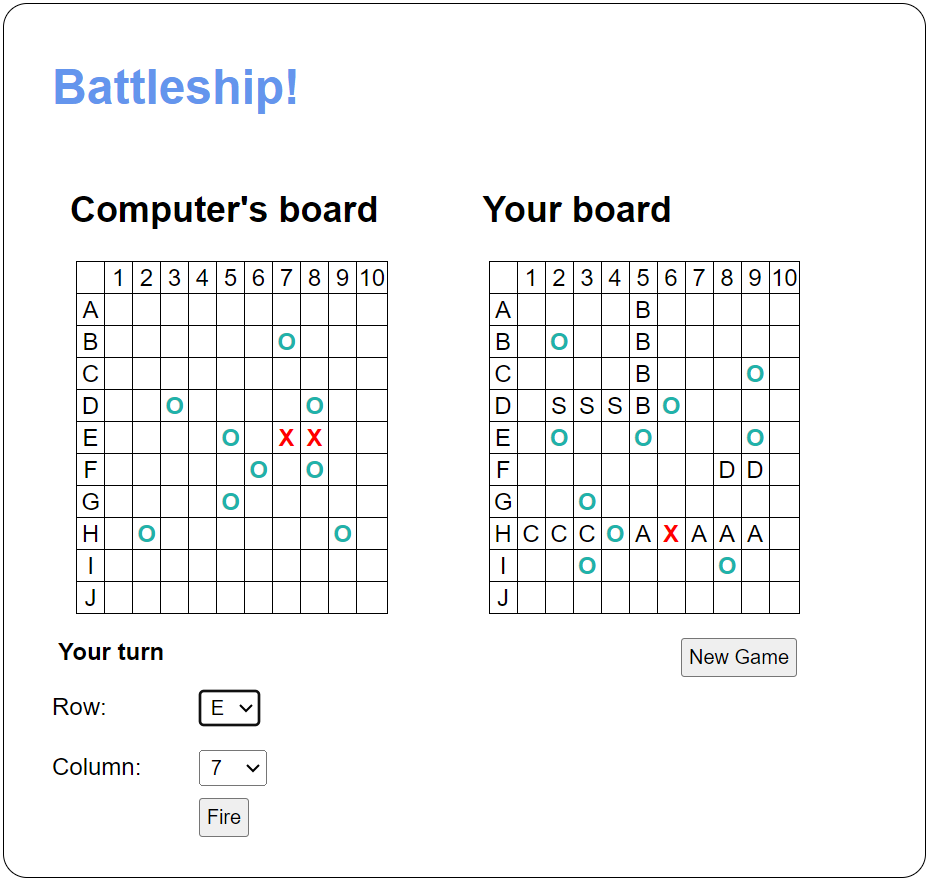 Battleship!
Computer's board Your board
1 2 3 4 5 6 7 8 9 10 1 2 3 4 5 6 7 8 9 10
A A B
B O B O B
C C B O
D O O D S S S B O
E O X X E O O O
F O O F D D
G O G O
H O O H C C C O A X A A A
I I O O
J J
Your turn New Game
Row: E
Column: 7
Fire